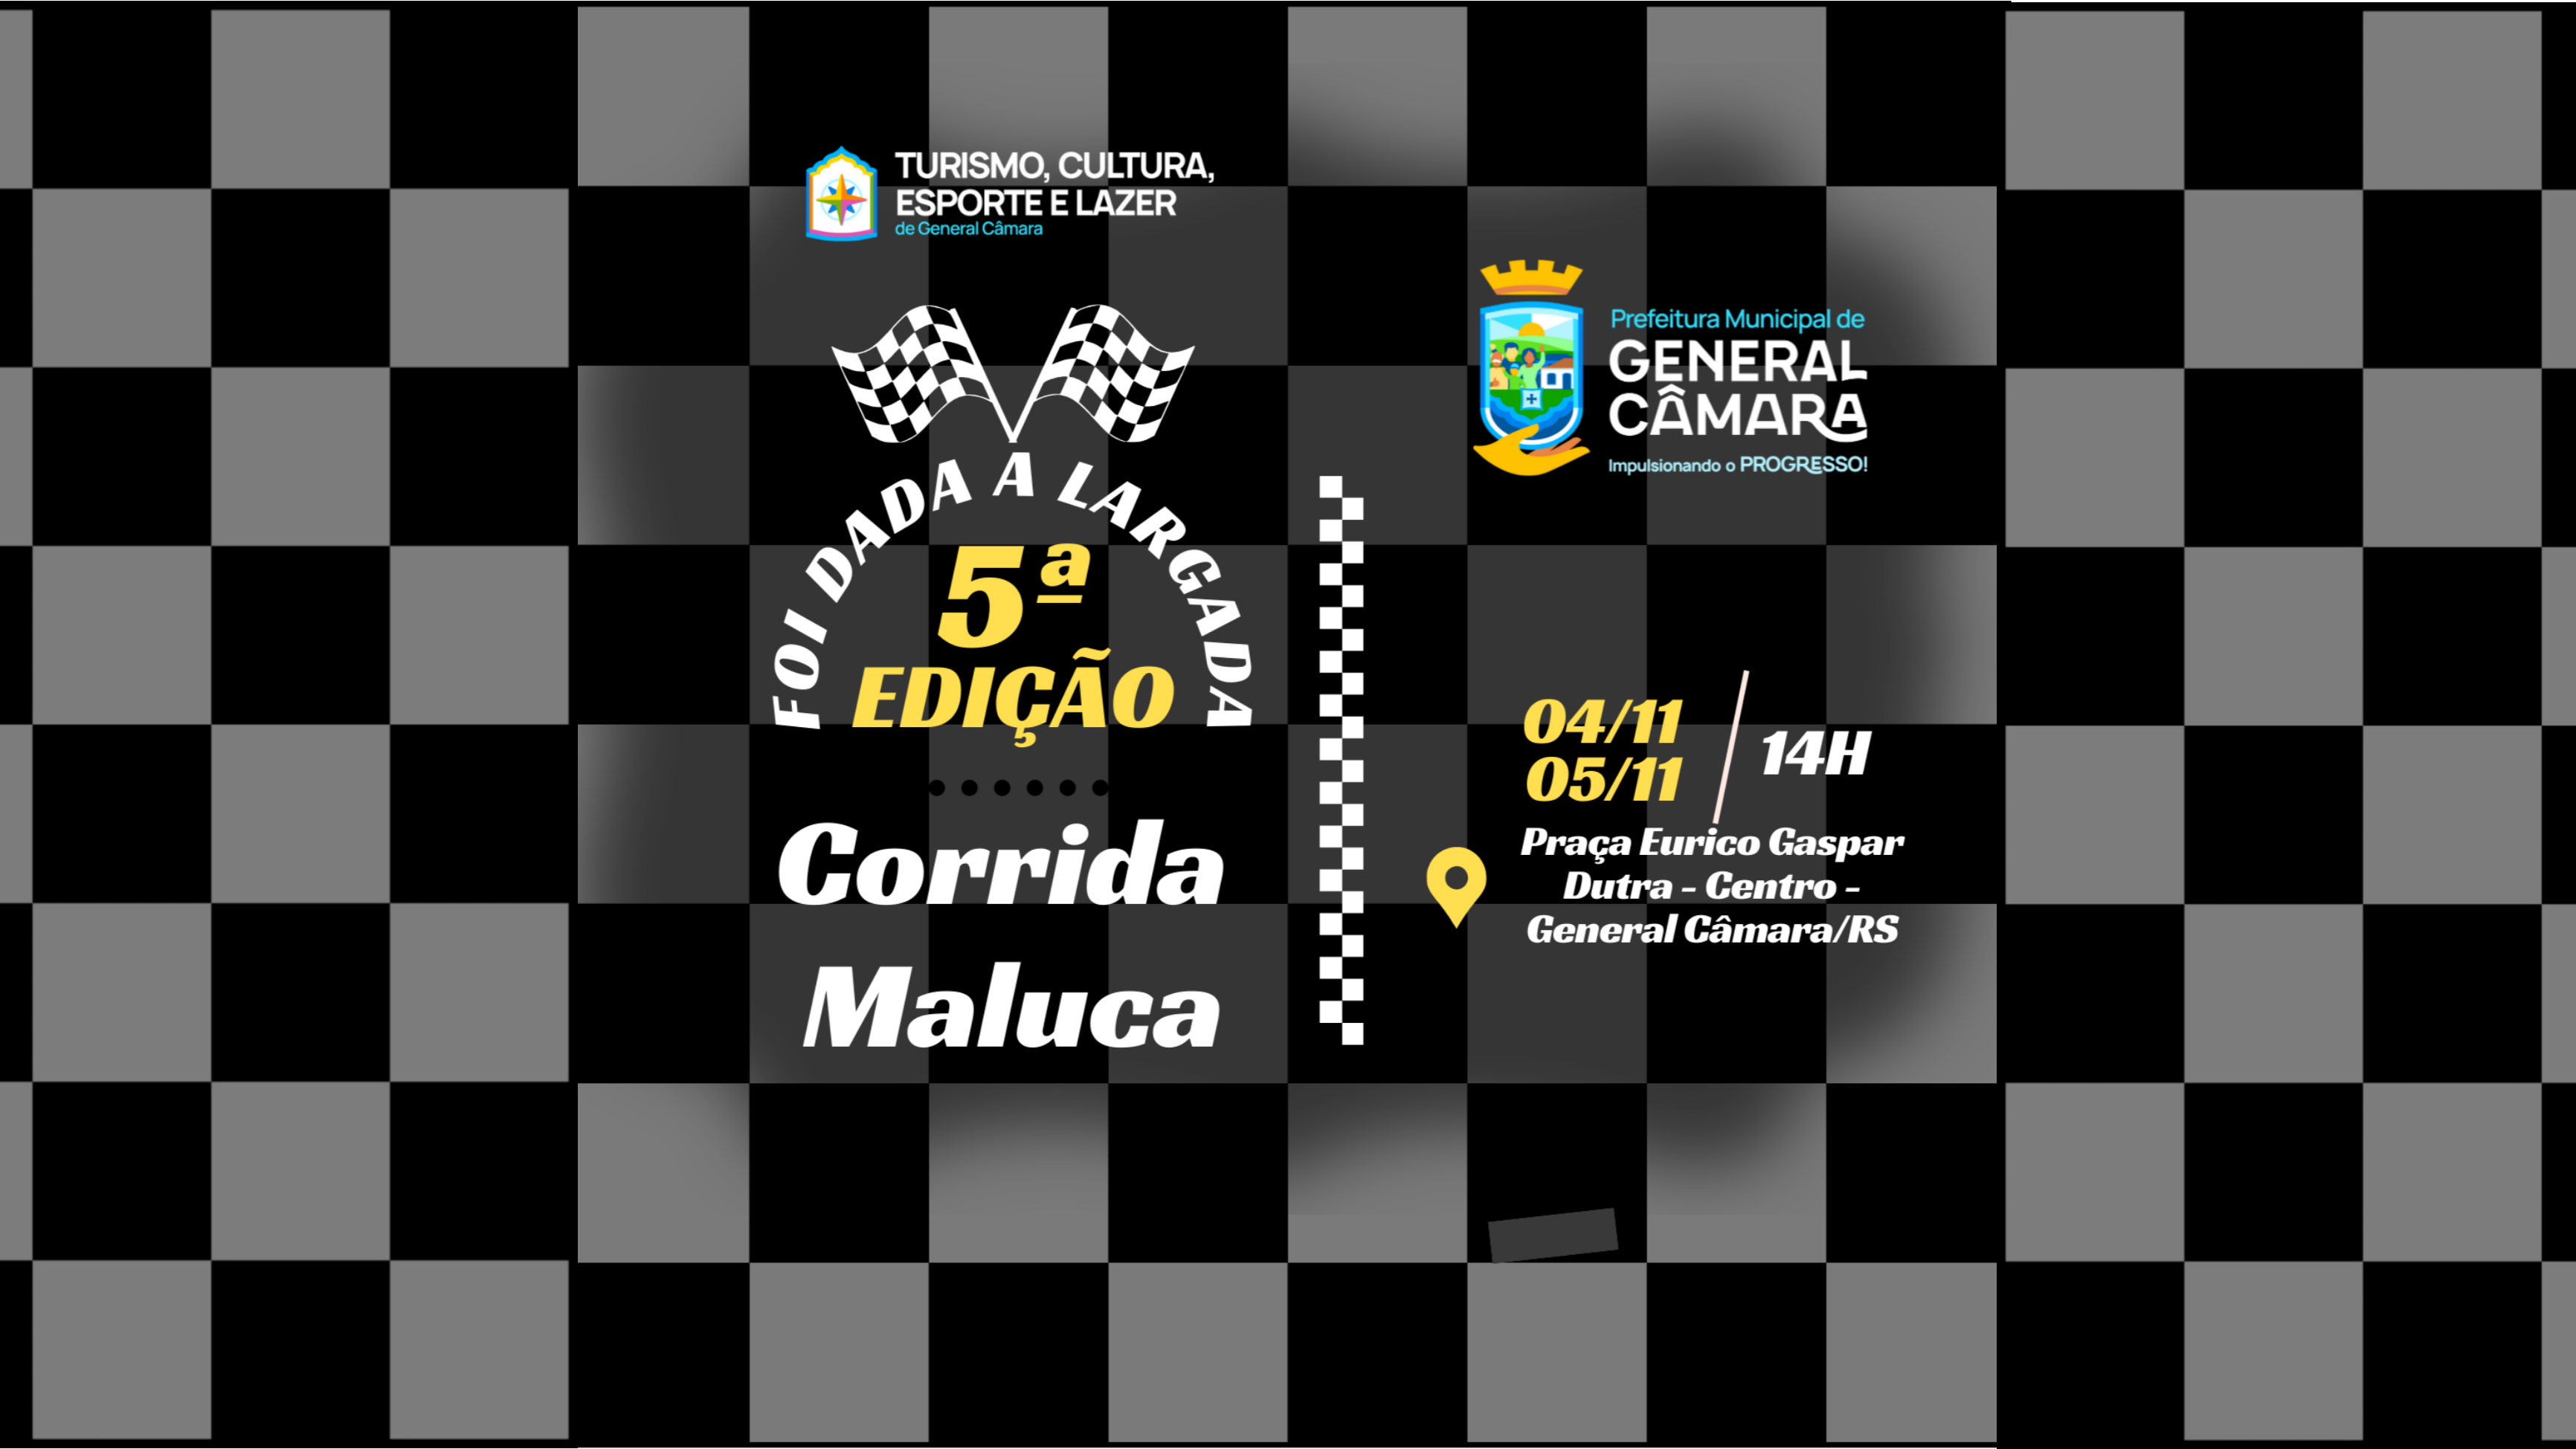 TURISMO, CULTURA,
ESPORTE E LAZER
de General Câmara
FOI DADA A LARGADA
5ª
EDIÇÃO
Corrida
Maluca
Prefeitura Municipal de
GENERAL
CÂMARA
Impulsionando o PROGRESSO!
04/11
05/11
14H
Praça Eurico Gaspar
Dutra - Centro -
General Câmara/RS